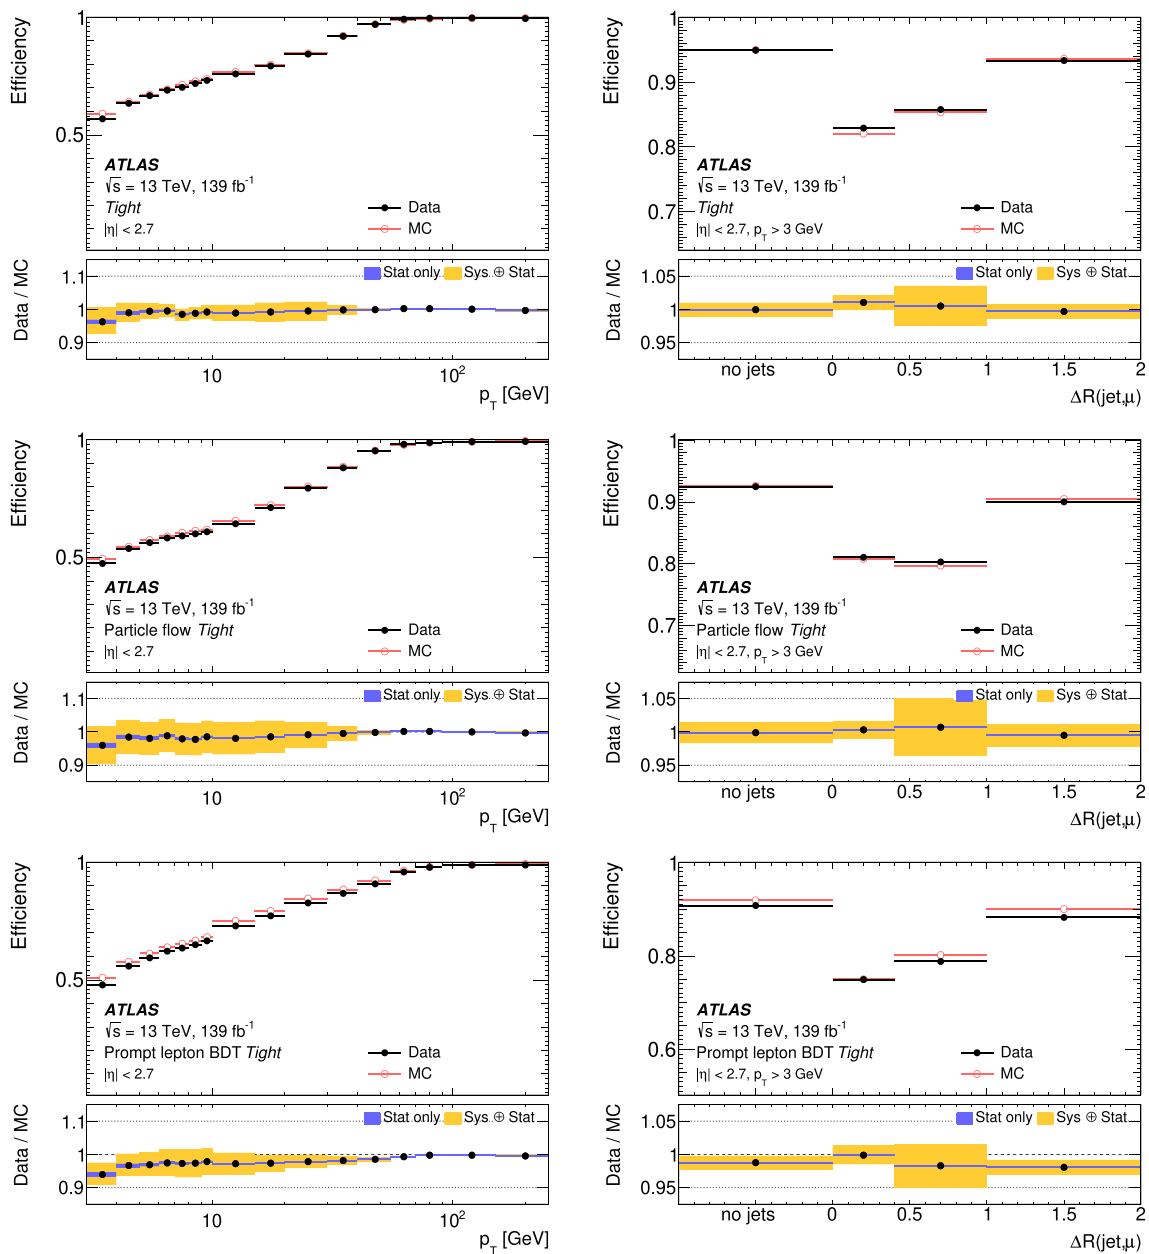 Efficiency
1
0.5
ATLAS
√s = 13 TeV, 139 fb-1
Tight
|η| < 2.7
Data
MC
Data / MC
1.1
1
0.9
Stat only
Sys ⊕ Stat
10
10²
pT [GeV]
Efficiency
1
0.9
0.8
0.7
ATLAS
√s = 13 TeV, 139 fb-1
Tight
|η| < 2.7, pT > 3 GeV
Data
MC
Data / MC
1.05
1
0.95
Stat only
Sys ⊕ Stat
no jets
0
0.5
1
1.5
2
ΔR(jet,μ)
Efficiency
1
0.5
ATLAS
√s = 13 TeV, 139 fb-1
Particle flow Tight
|η| < 2.7
Data
MC
Data / MC
1.1
1
0.9
Stat only
Sys ⊕ Stat
10
10²
pT [GeV]
Efficiency
1
0.9
0.8
0.7
ATLAS
√s = 13 TeV, 139 fb-1
Particle flow Tight
|η| < 2.7, pT > 3 GeV
Data
MC
Data / MC
1.05
1
0.95
Stat only
Sys ⊕ Stat
no jets
0
0.5
1
1.5
2
ΔR(jet,μ)
Efficiency
1
0.5
ATLAS
√s = 13 TeV, 139 fb-1
Prompt lepton BDT Tight
|η| < 2.7
Data
MC
Data / MC
1.1
1
0.9
Stat only
Sys ⊕ Stat
10
10²
pT [GeV]
Efficiency
1
0.8
0.6
ATLAS
√s = 13 TeV, 139 fb-1
Prompt lepton BDT Tight
|η| < 2.7, pT > 3 GeV
Data
MC
Data / MC
1.05
1
0.95
Stat only
Sys ⊕ Stat
no jets
0
0.5
1
1.5
2
ΔR(jet,μ)